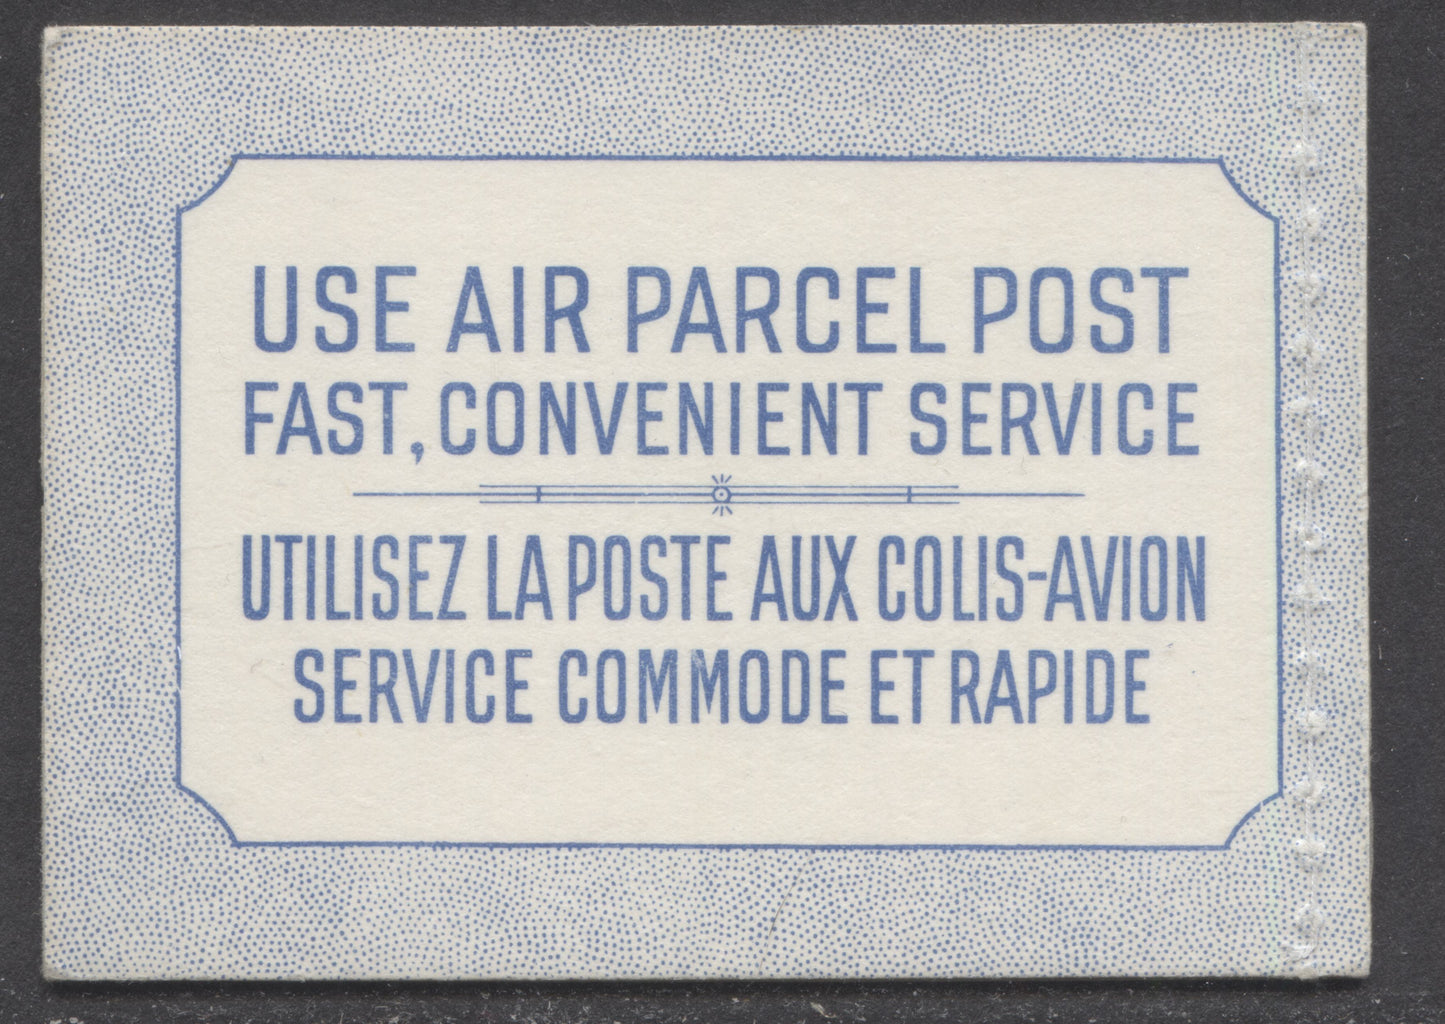 USE AIR PARCEL POST
FAST, CONVENIENT SERVICE
UTILISEZ LA POSTE AUX COLIS-AVION
SERVICE COMMODE ET RAPIDE